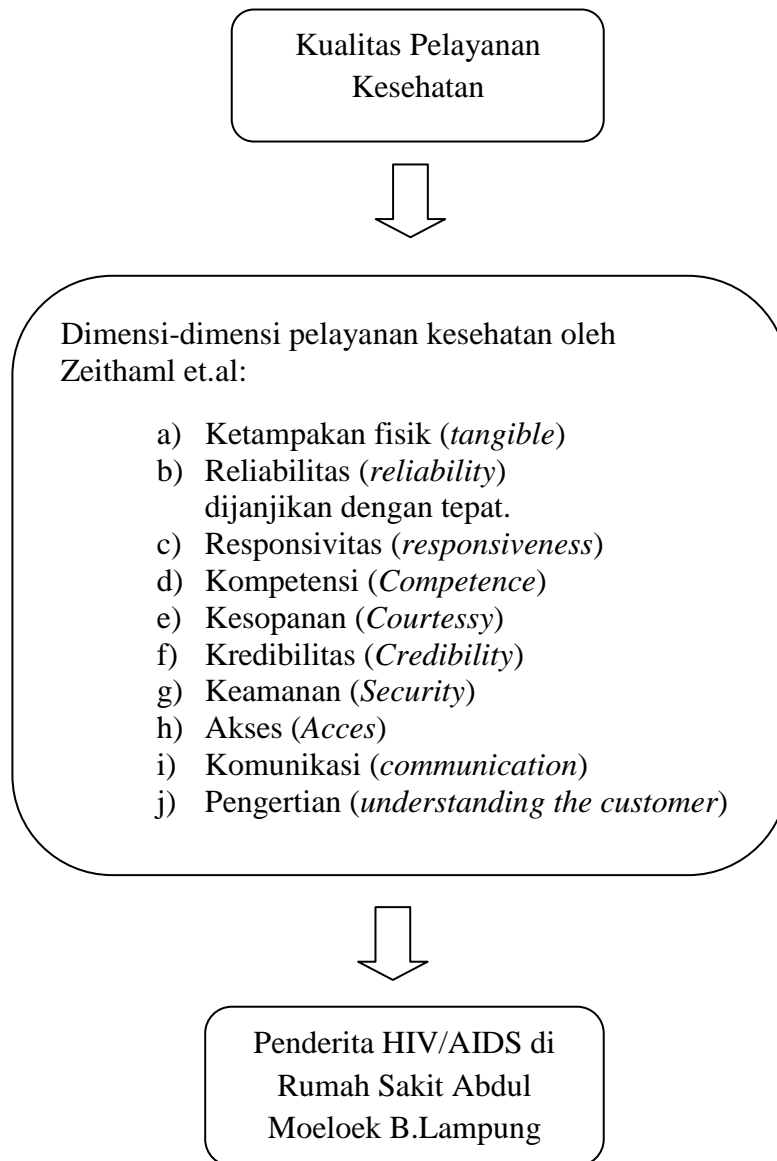 Kualitas Pelayanan
Kesehatan
Dimensi-dimensi pelayanan kesehatan oleh
Zeithaml et.al:
a) Ketampakan fisik (tangible)
b) Reliabilitas (reliability)
dijanjikan dengan tepat.
c) Responsivitas (responsiveness)
d) Kompetensi (Competence)
e) Kesopanan (Courtessy)
f) Kredibilitas (Credibility)
g) Keamanan (Security)
h) Akses (Acces)
i) Komunikasi (communication)
j) Pengertian (understanding the customer)
Penderita HIV/AIDS di
Rumah Sakit Abdul
Moeloek B.Lampung